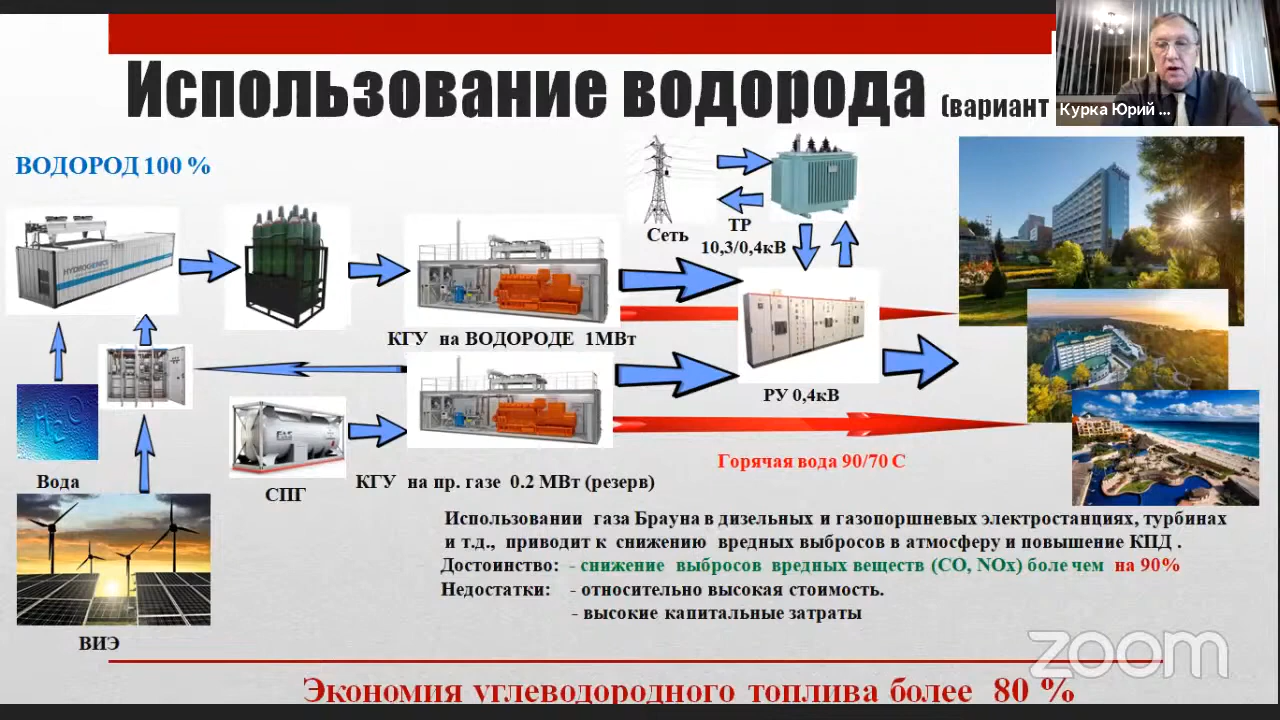 Использование водорода (вариант
Курка Юрий ...
ВОДОРОД 100 %
Сеть
ТР
10,3/0,4кВ
HYDROGENICS
КГУ на ВОДОРОДЕ 1МВт
РУ 0,4кВ
H2O
Вода
СПГ
КГУ на пр. газе 0.2 МВт (резерв)
Горячая вода 90/70 С
ВИЭ
Использовании газа Брауна в дизельных и газопоршневых электростанциях, турбинах
и т.д., приводит к снижению вредных выбросов в атмосферу и повышение КПД .
Достоинство: - снижение выбросов вредных веществ (CO, NOx) боле чем на 90%
Недостатки: - относительно высокая стоимость.
- высокие капитальные затраты
zoom
Экономия углеводородного топлива более 80 %